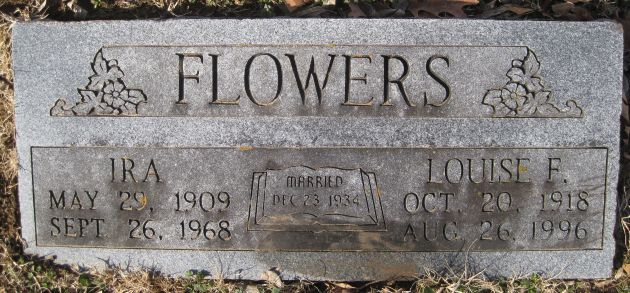 FLOWERS
IRA
MAY 29, 1909
SEPT 26, 1968
MARRIED
DEC 23 1934
LOUISE F.
OCT. 20, 1918
AUG. 26, 1996